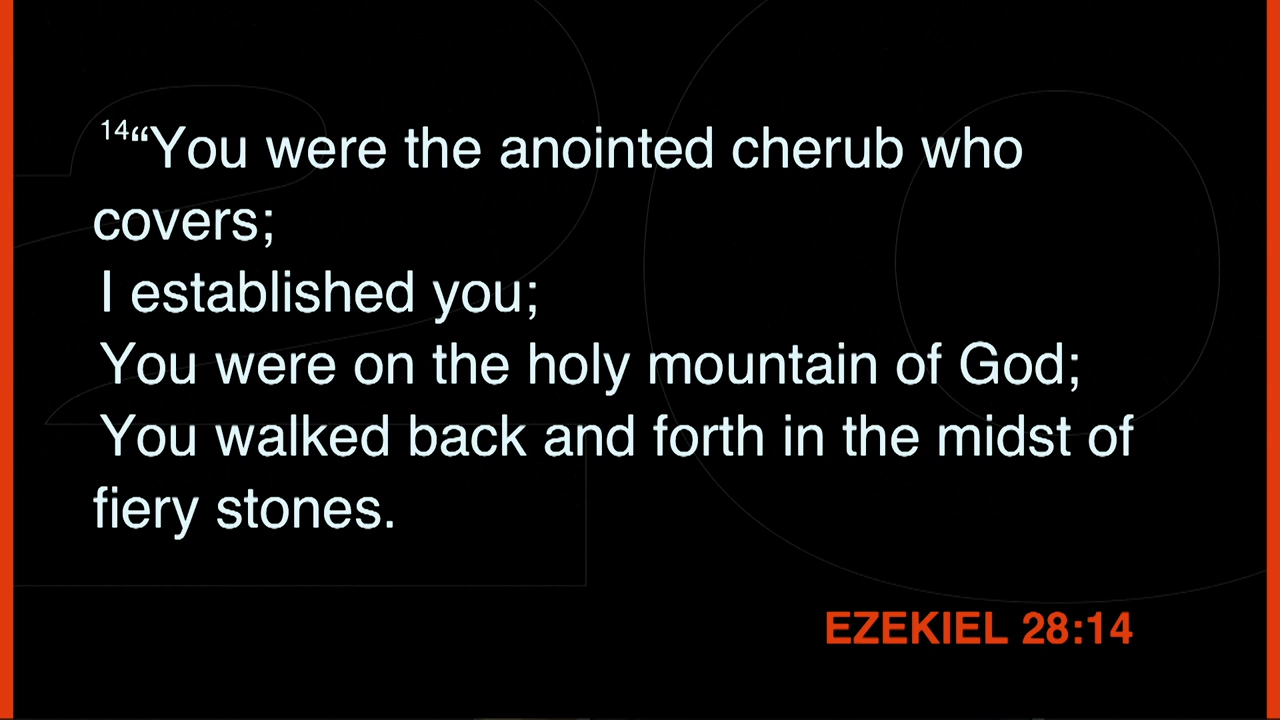 14“You were the anointed cherub who
covers;
I established you;
You were on the holy mountain of God;
You walked back and forth in the midst of
fiery stones.
EZEKIEL 28:14